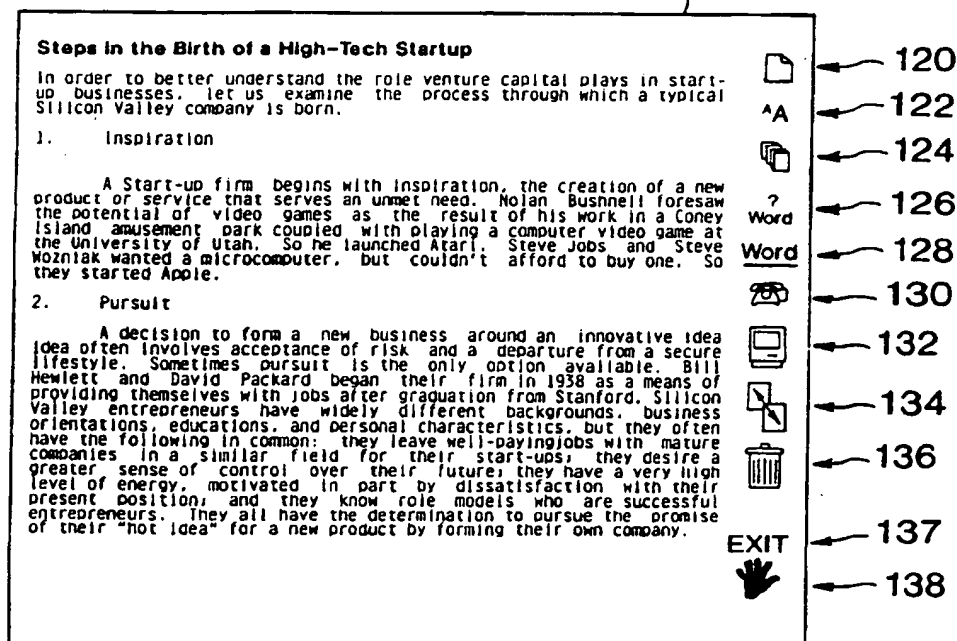 Steps in the Birth of a High-Tech Startup
In order to better understand the role venture capital plays in start-
up businesses, let us examine the process through which a typical
Silicon Valley company is born.
1. Inspiration
A Start-up firm begins with inspiration, the creation of a new
product or service that serves an unmet need. Nolan Bushnell foresaw
the potential of video games as the result of his work in a Coney
Island amusement park coupled with playing a computer video game at
the University of Utah. So he launched Atari. Steve Jobs and Steve
Wozniak wanted a microcomputer, but couldn't afford to buy one. So
they started Apple.
2. Pursuit
A decision to form a new business around an innovative idea
idea often involves acceptance of risk and a departure from a secure
lifestyle. Sometimes pursuit is the only option available. Bill
Hewlett and David Packard began their firm in 1938 as a means of
providing themselves with jobs after graduation from Stanford. Silicon
Valley entrepreneurs have widely different backgrounds, business
orientations, educations, and personal characteristics, but they often
have the following in common: they leave well-payingjobs with mature
companies in a similar field for their start-ups; they desire a
greater sense of control over their future; they have a very high
level of energy, motivated in part by dissatisfaction with their
present position; and they know role models who are successful
entrepreneurs. They all have the determination to pursue the promise
of their "hot idea" for a new product by forming their own company.
120
AA 122
124
? 126
Word
Word 128
130
132
134
136
EXIT 137
138